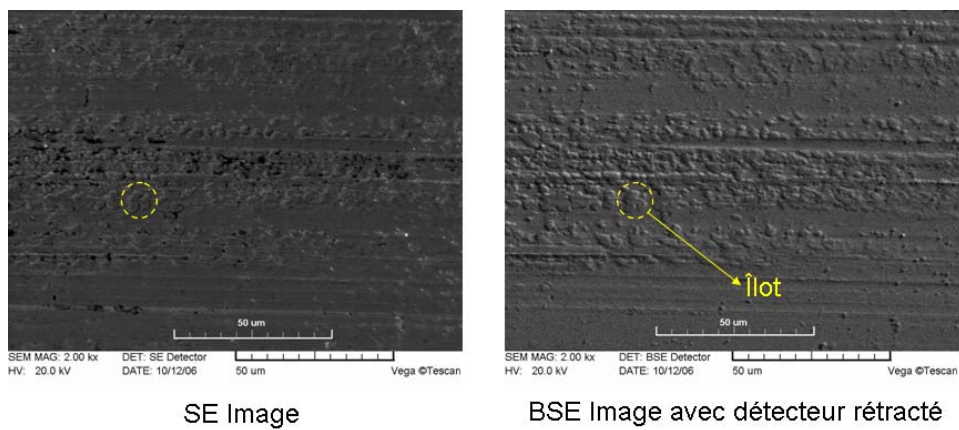 Îlot
50 um
50 um
SEM MAG: 2.00 kx DET: SE Detector
HV: 20.0 kV DATE: 10/12/06 50 um Vega ©Tescan
SEM MAG: 2.00 kx DET: BSE Detector
HV: 20.0 kV DATE: 10/12/06 50 um Vega ©Tescan
SE Image
BSE Image avec détecteur rétracté